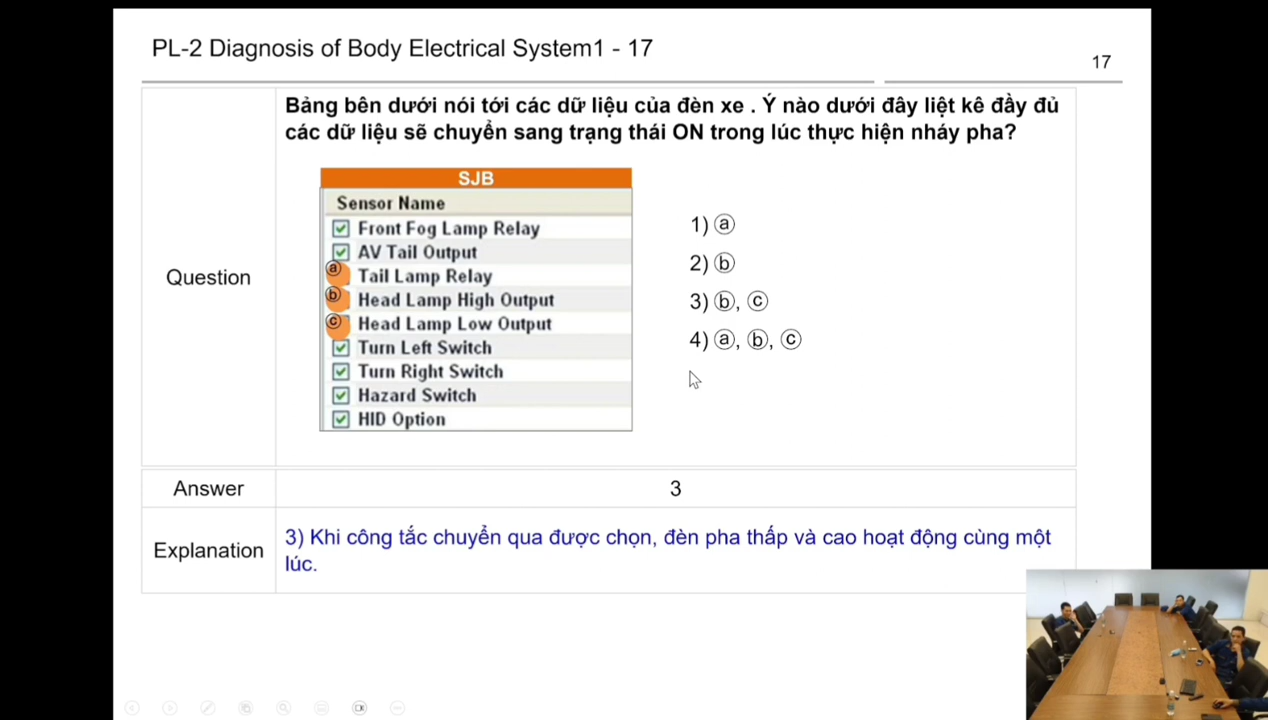 PL-2 Diagnosis of Body Electrical System1 - 17
17
Bảng bên dưới nói tới các dữ liệu của đèn xe . Ý nào dưới đây liệt kê đầy đủ
các dữ liệu sẽ chuyển sang trạng thái ON trong lúc thực hiện nháy pha?
Question
SJB
Sensor Name
Front Fog Lamp Relay
AV Tail Output
ⓐ Tail Lamp Relay
ⓑ Head Lamp High Output
ⓒ Head Lamp Low Output
Turn Left Switch
Turn Right Switch
Hazard Switch
HID Option
1) ⓐ
2) ⓑ
3) ⓑ, ⓒ
4) ⓐ, ⓑ, ⓒ
Answer
3
Explanation
3) Khi công tắc chuyển qua được chọn, đèn pha thấp và cao hoạt động cùng một
lúc.